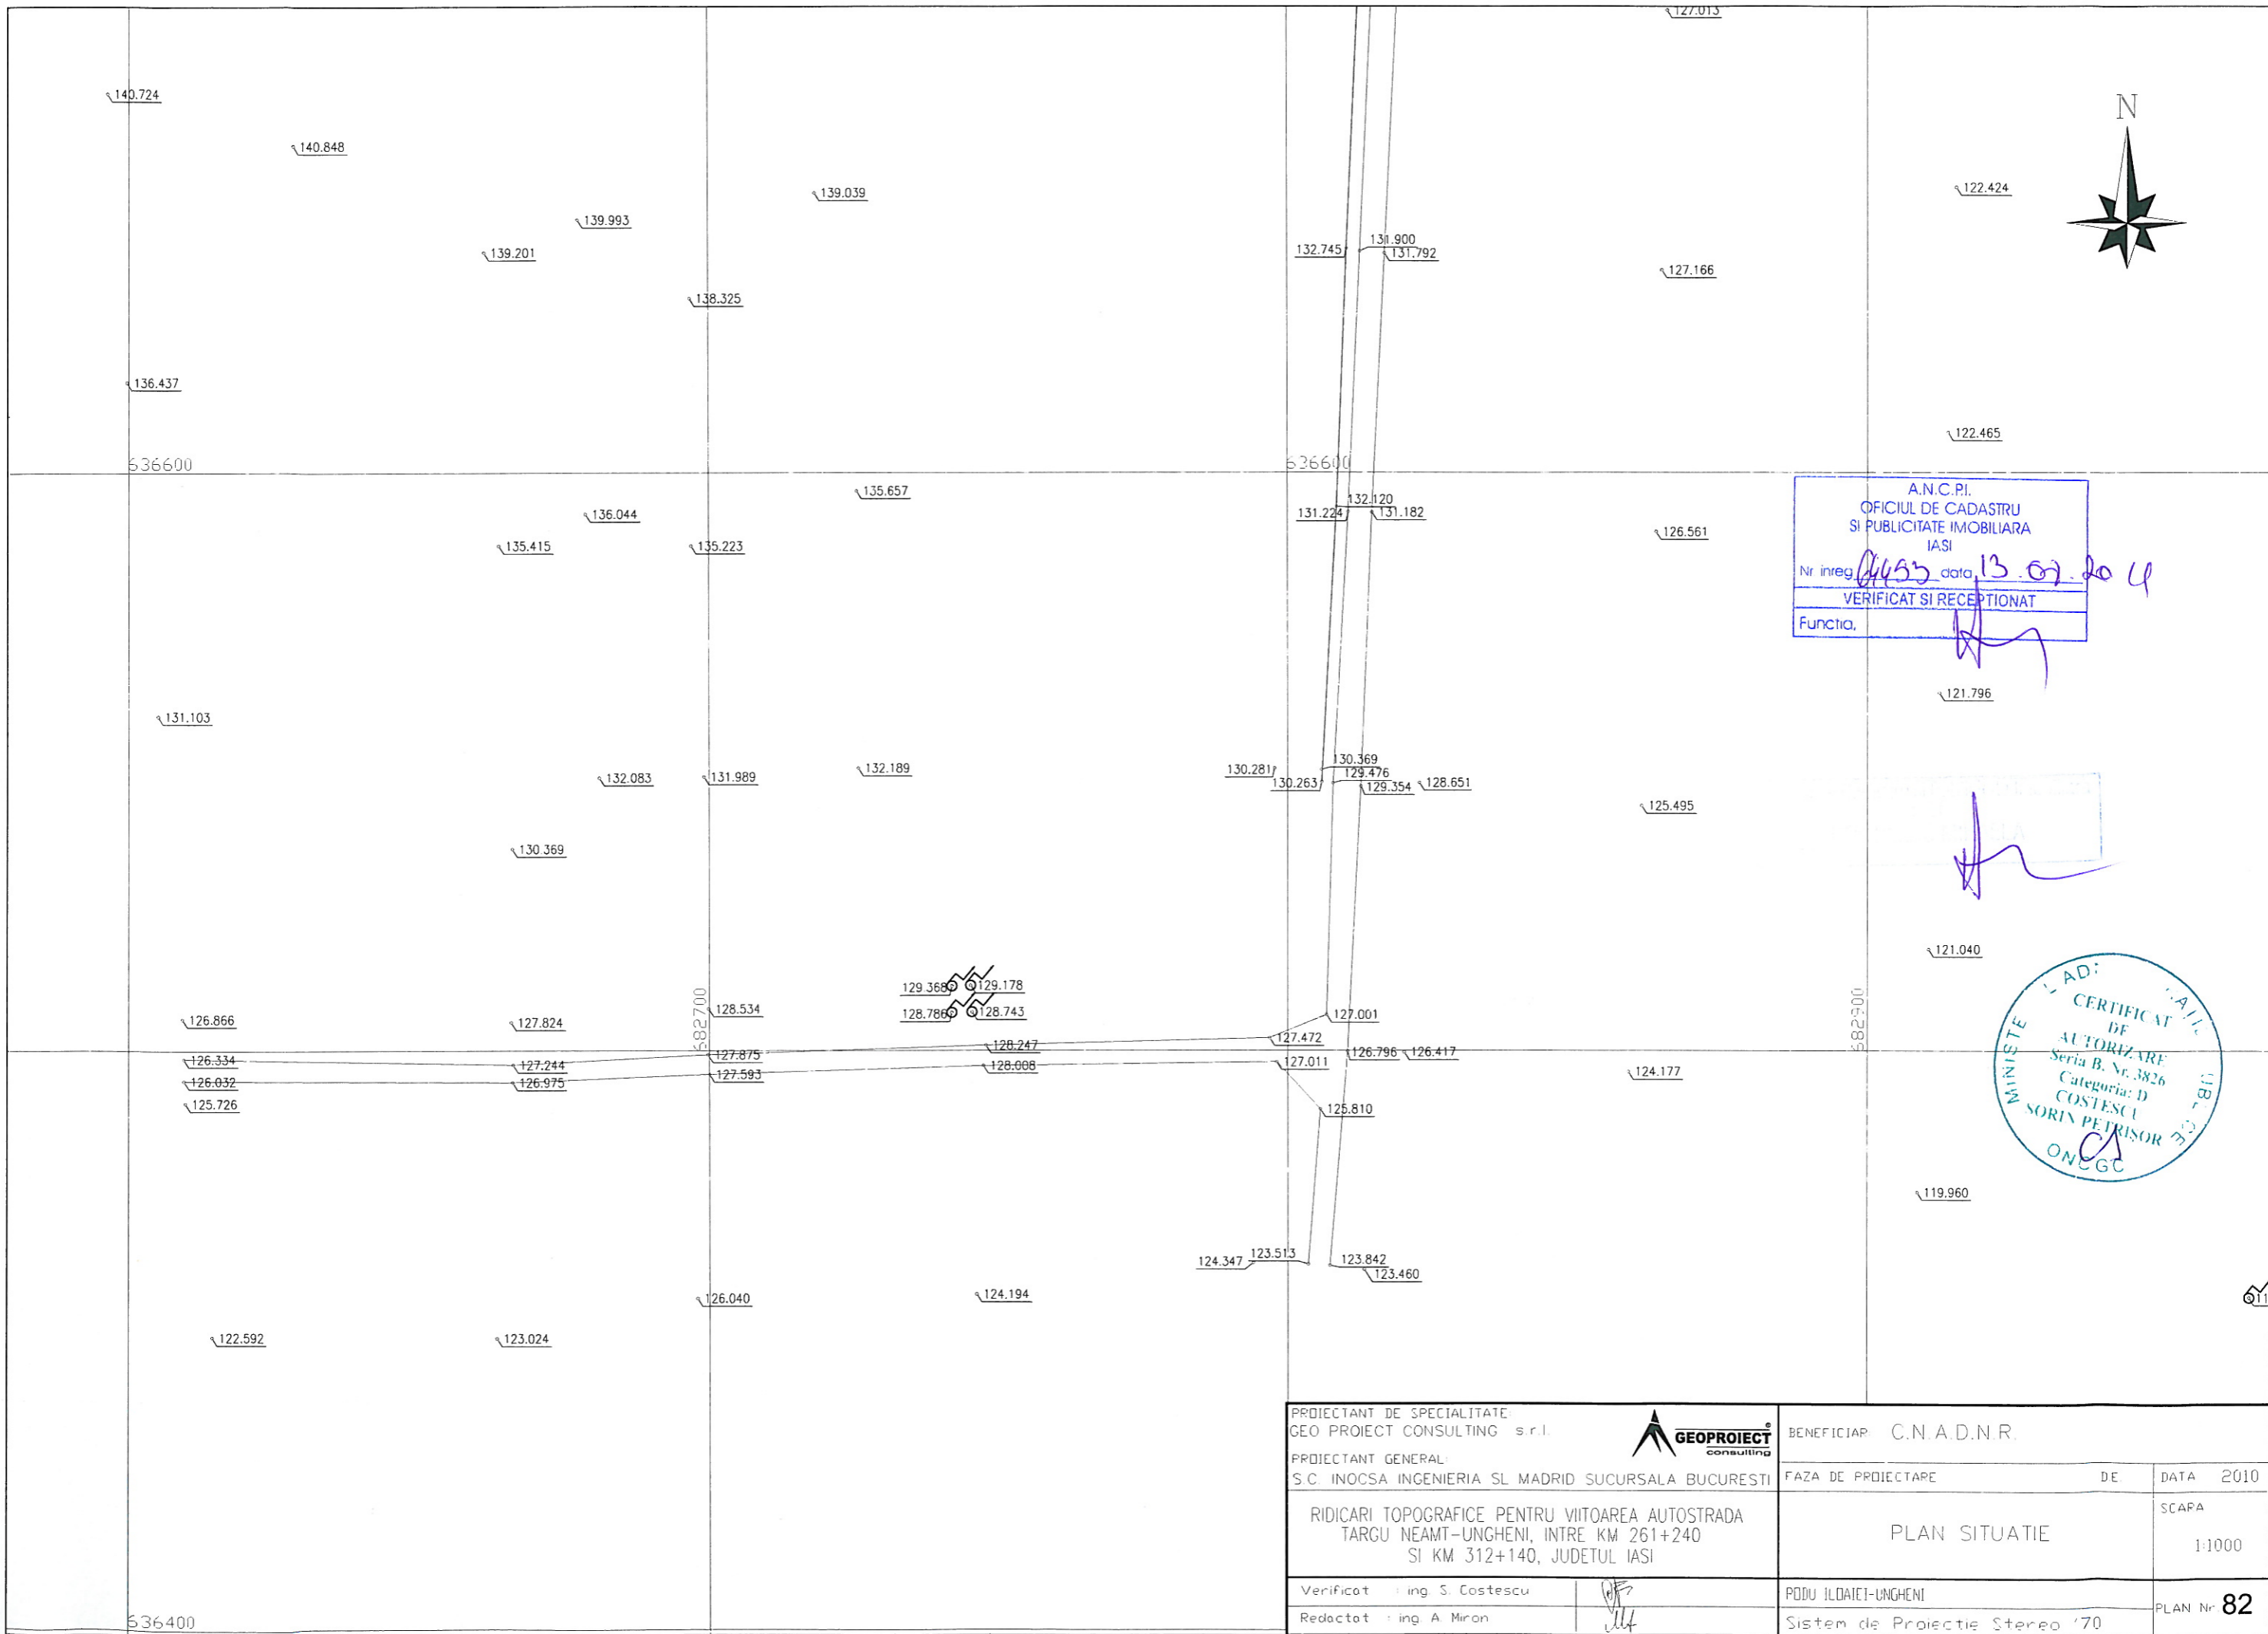 127.013
140.724
N
140.848
122.424
139.039
139.993
131.900
132.745
131.792
139.201
127.166
138.325
136.437
122.465
636600
636600
135.657
132.120
131.224
131.182
136.044
126.561
135.415
135.223
A.N.C.P.I.
OFICIUL DE CADASTRU
SI PUBLICITATE IMOBILIARA
IASI
Nr inreg data
VERIFICAT SI RECEPTIONAT
Functia,
121.796
131.103
130.369
130.281
132.189
129.476
132.083
131.989
130.263
129.354
128.651
125.495
130.369
121.040
129.368
129.178
128.786
128.743
682700
128.534
682900
127.001
126.866
127.824
127.472
128.247
127.875
126.796
126.417
126.334
127.244
128.008
127.011
127.593
124.177
126.032
126.975
125.726
125.810
CERTIFICAT
DE
AUTORIZARE
Seria B. Nr. 3826
Categoria: D
COSTESCU
SORIN PETRISOR
MINISTE
ONCGC
119.960
124.347
123.513
123.842
123.460
124.194
126.040
122.592
123.024
PROIECTANT DE SPECIALITATE
GEO PROIECT CONSULTING s.r.l.
GEOPROIECT
consulting
PROIECTANT GENERAL:
S.C. INOCSA INGENIERIA SL MADRID SUCURSALA BUCURESTI
BENEFICIAR C.N.A.D.N.R.
FAZA DE PROIECTARE DE
DATA 2010
RIDICARI TOPOGRAFICE PENTRU VIITOAREA AUTOSTRADA
TARGU NEAMT-UNGHENI, INTRE KM 261+240
SI KM 312+140, JUDETUL IASI
PLAN SITUATIE
SCARA
1:1000
Verificat : ing. S. Costescu
Redactat : ing. A. Miron
PODU ILOAIEI-UNGHENI
Sistem de Proiectie Stereo '70
PLAN Nr 82
636400